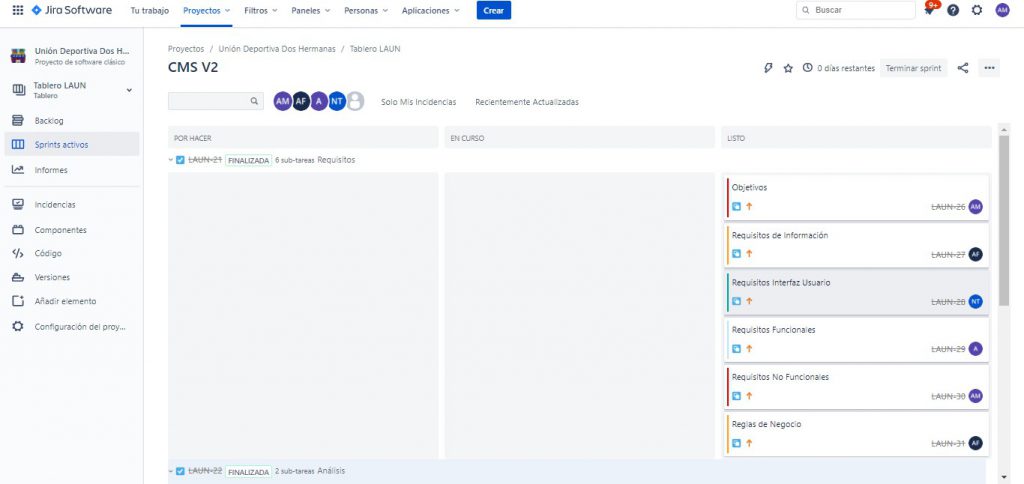 Jira Software
Tu trabajo
Proyectos
Filtros
Paneles
Personas
Aplicaciones
Crear
Buscar
9+
AM
Unión Deportiva Dos H...
Proyecto de software clásico
Tablero LAUN
Tablero
Backlog
Sprints activos
Informes
Incidencias
Componentes
Código
Versiones
Añadir elemento
Configuración del proy...
Proyectos / Unión Deportiva Dos Hermanas / Tablero LAUN
CMS V2
0 días restantes
Terminar sprint
AM AF A NT
Solo Mis Incidencias
Recientemente Actualizadas
POR HACER
EN CURSO
LISTO
LAUN-21 FINALIZADA 6 sub-tareas Requisitos
Objetivos
LAUN-26 AM
Requisitos de Información
LAUN-27 AF
Requisitos Interfaz Usuario
LAUN-28 NT
Requisitos Funcionales
LAUN-29 A
Requisitos No Funcionales
LAUN-30 AM
Reglas de Negocio
LAUN-31 AF
LAUN-22 FINALIZADA 2 sub-tareas Análisis